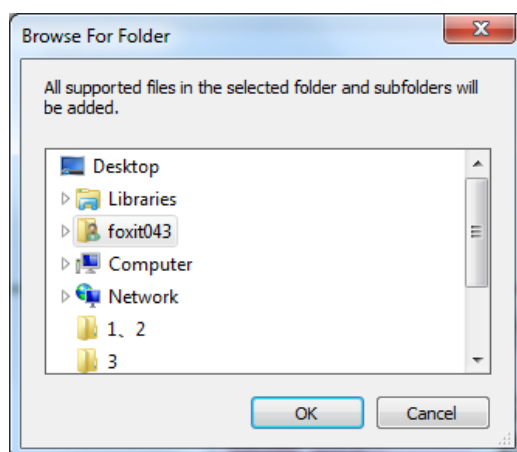 Browse For Folder
All supported files in the selected folder and subfolders will
be added.
Desktop
Libraries
foxit043
Computer
Network
1、2
3
OK
Cancel